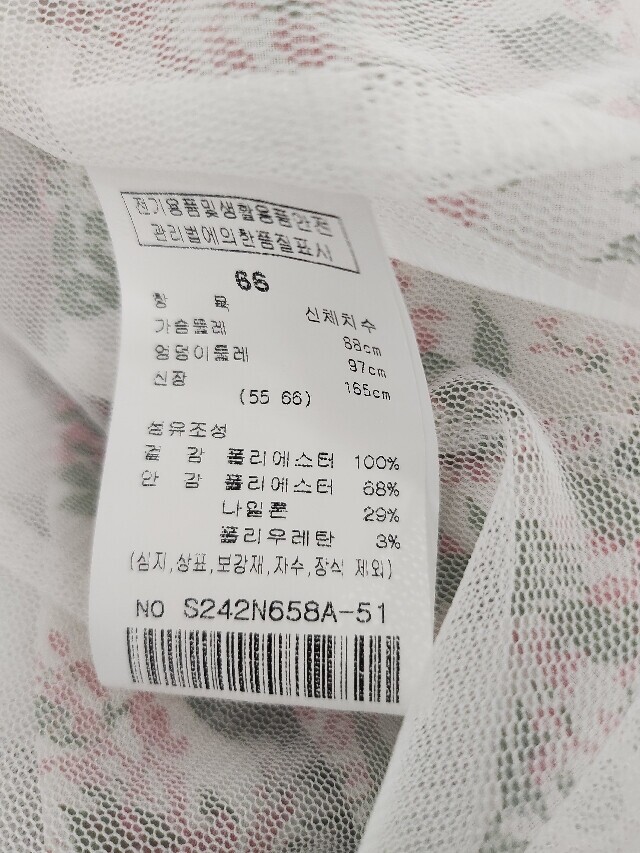 전기용품및생활용품안전
관리법에의한품질표시
66
항 목 신체치수
가슴둘레 88cm
엉덩이둘레 97cm
신장 165cm
(55 66)
섬유조성
겉 감 폴리에스터 100%
안 감 폴리에스터 68%
나일론 29%
폴리우레탄 3%
(심지,상표,보강재,자수,장식 제외)
NO S242N658A-51